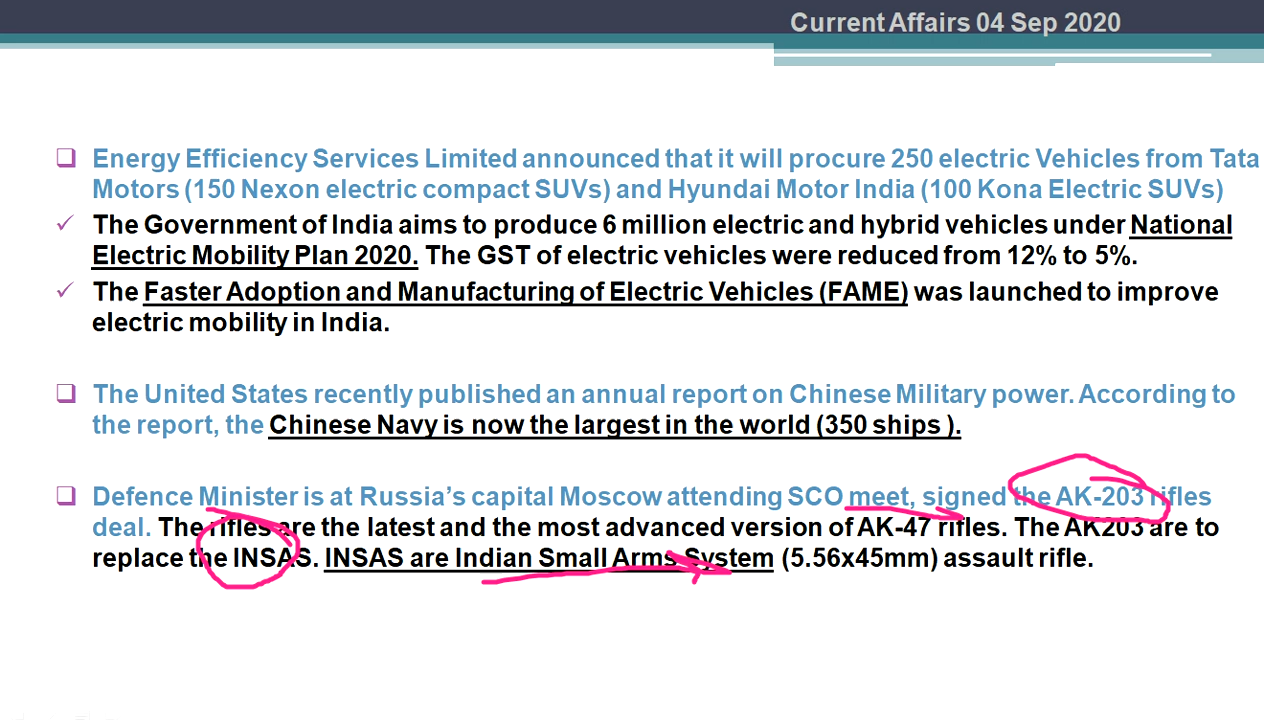 Current Affairs 04 Sep 2020
Energy Efficiency Services Limited announced that it will procure 250 electric Vehicles from Tata
Motors (150 Nexon electric compact SUVs) and Hyundai Motor India (100 Kona Electric SUVs)
The Government of India aims to produce 6 million electric and hybrid vehicles under National
Electric Mobility Plan 2020. The GST of electric vehicles were reduced from 12% to 5%.
The Faster Adoption and Manufacturing of Electric Vehicles (FAME) was launched to improve
electric mobility in India.
The United States recently published an annual report on Chinese Military power. According to
the report, the Chinese Navy is now the largest in the world (350 ships ).
Defence Minister is at Russia's capital Moscow attending SCO meet, signed the AK-203 rifles
deal. The rifles are the latest and the most advanced version of AK-47 rifles. The AK203 are to
replace the INSAS. INSAS are Indian Small Arms System (5.56x45mm) assault rifle.